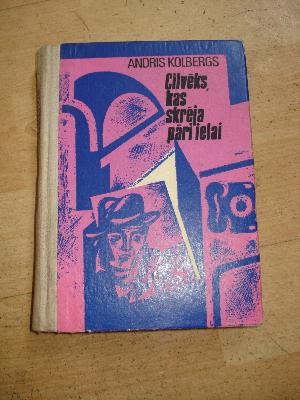 ANDRIS KOLBERGS
Cilvēks,
kas
skrēja
pāri ielai